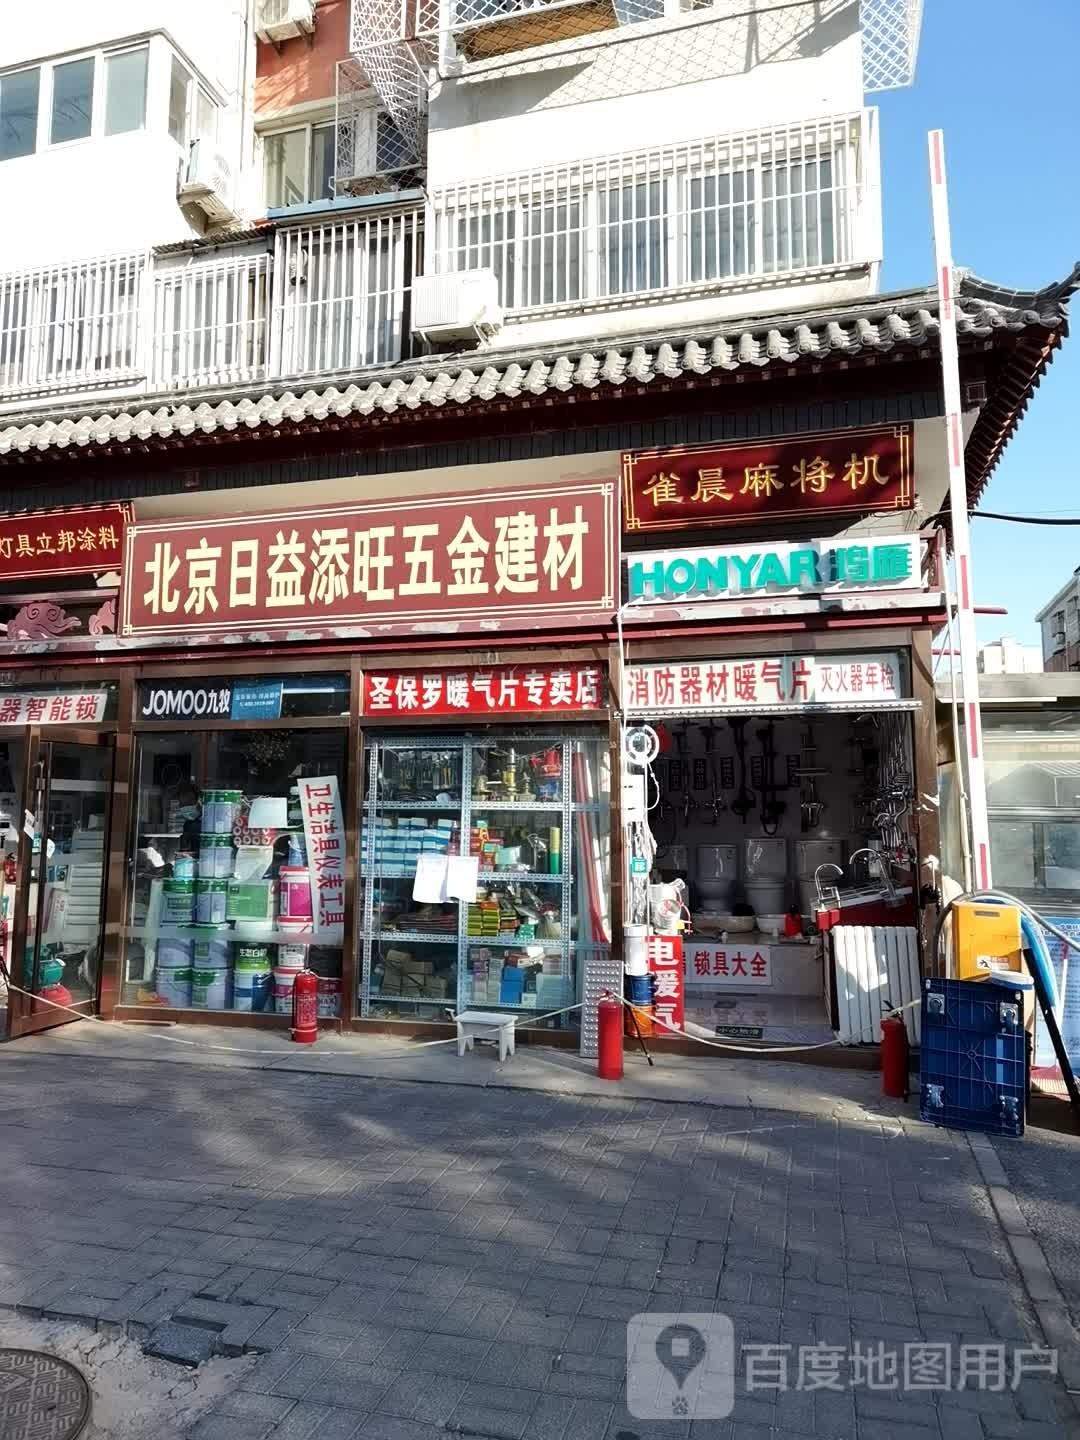 雀晨麻将机
灯具立邦涂料
北京日益添旺五金建材
HONYAR 鸿雁
器智能锁
JOMOO九牧
圣保罗暖气片专卖店
消防器材暖气片
灭火器年检
卫生洁具仪表工具
电暖气
锁具大全
小心地滑
百度地图用户